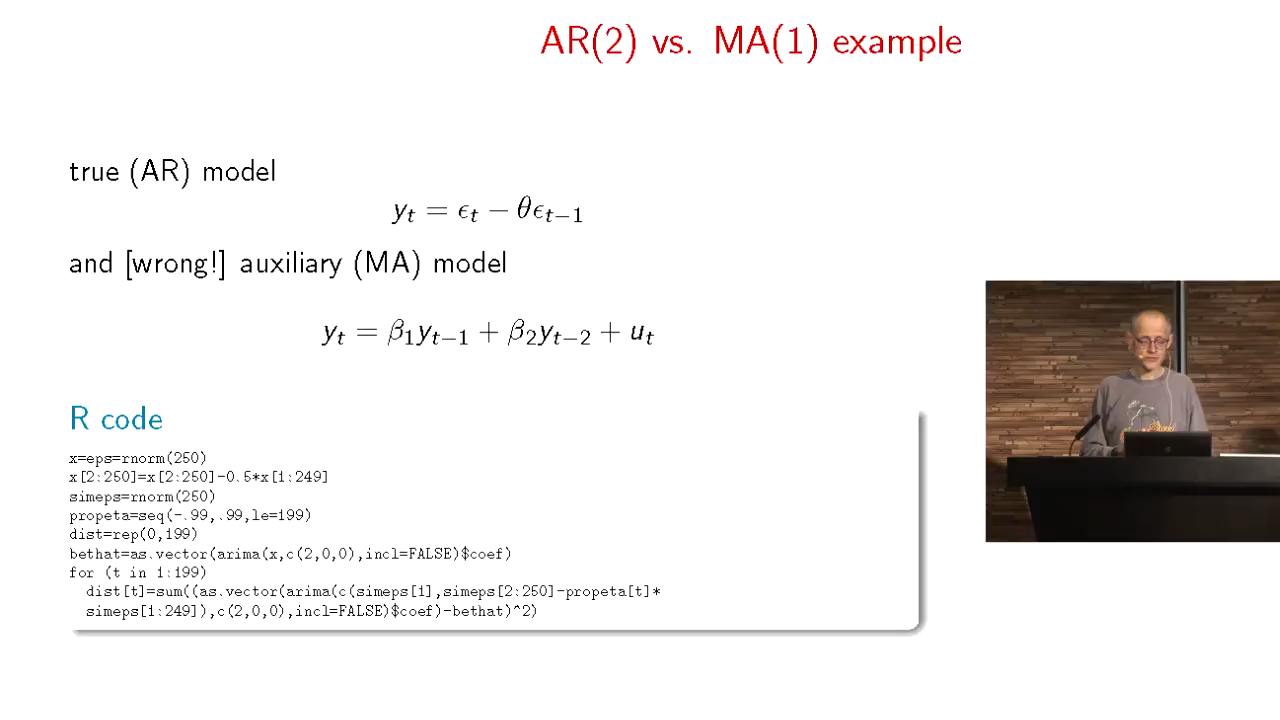 AR(2) vs. MA(1) example
true (AR) model
yₜ = ϵₜ − θϵₜ₋₁
and [wrong!] auxiliary (MA) model
yₜ = β₁yₜ₋₁ + β₂yₜ₋₂ + uₜ
R code
x=eps=rnorm(250)
x[2:250]=x[2:250]-0.5*x[1:249]
simeps=rnorm(250)
propeta=seq(-.99,.99,le=199)
dist=rep(0,199)
bethat=as.vector(arima(x,c(2,0,0),incl=FALSE)$coef)
for (t in 1:199)
dist[t]=sum((as.vector(arima(c(simeps[1],simeps[2:250]-propeta[t]*
simeps[1:249]),c(2,0,0),incl=FALSE)$coef)-bethat)^2)